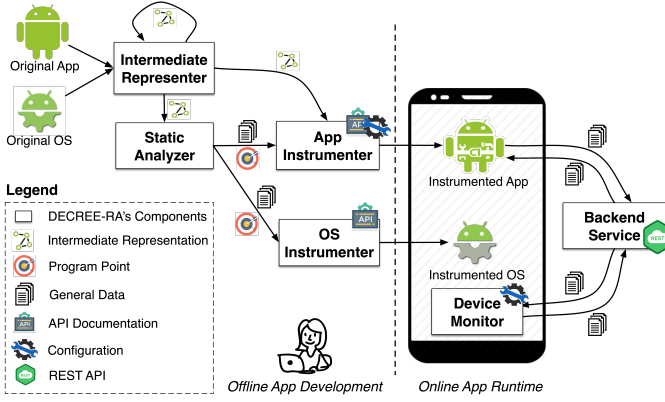 Original App
Original OS
Intermediate
Representer
Static
Analyzer
App
Instrumenter
API
OS
Instrumenter
API
Instrumented App
Instrumented OS
Device
Monitor
Backend
Service
REST
Legend
DECREE-RA's Components
Intermediate Representation
Program Point
General Data
API
API Documentation
Configuration
REST
REST API
Offline App Development
Online App Runtime